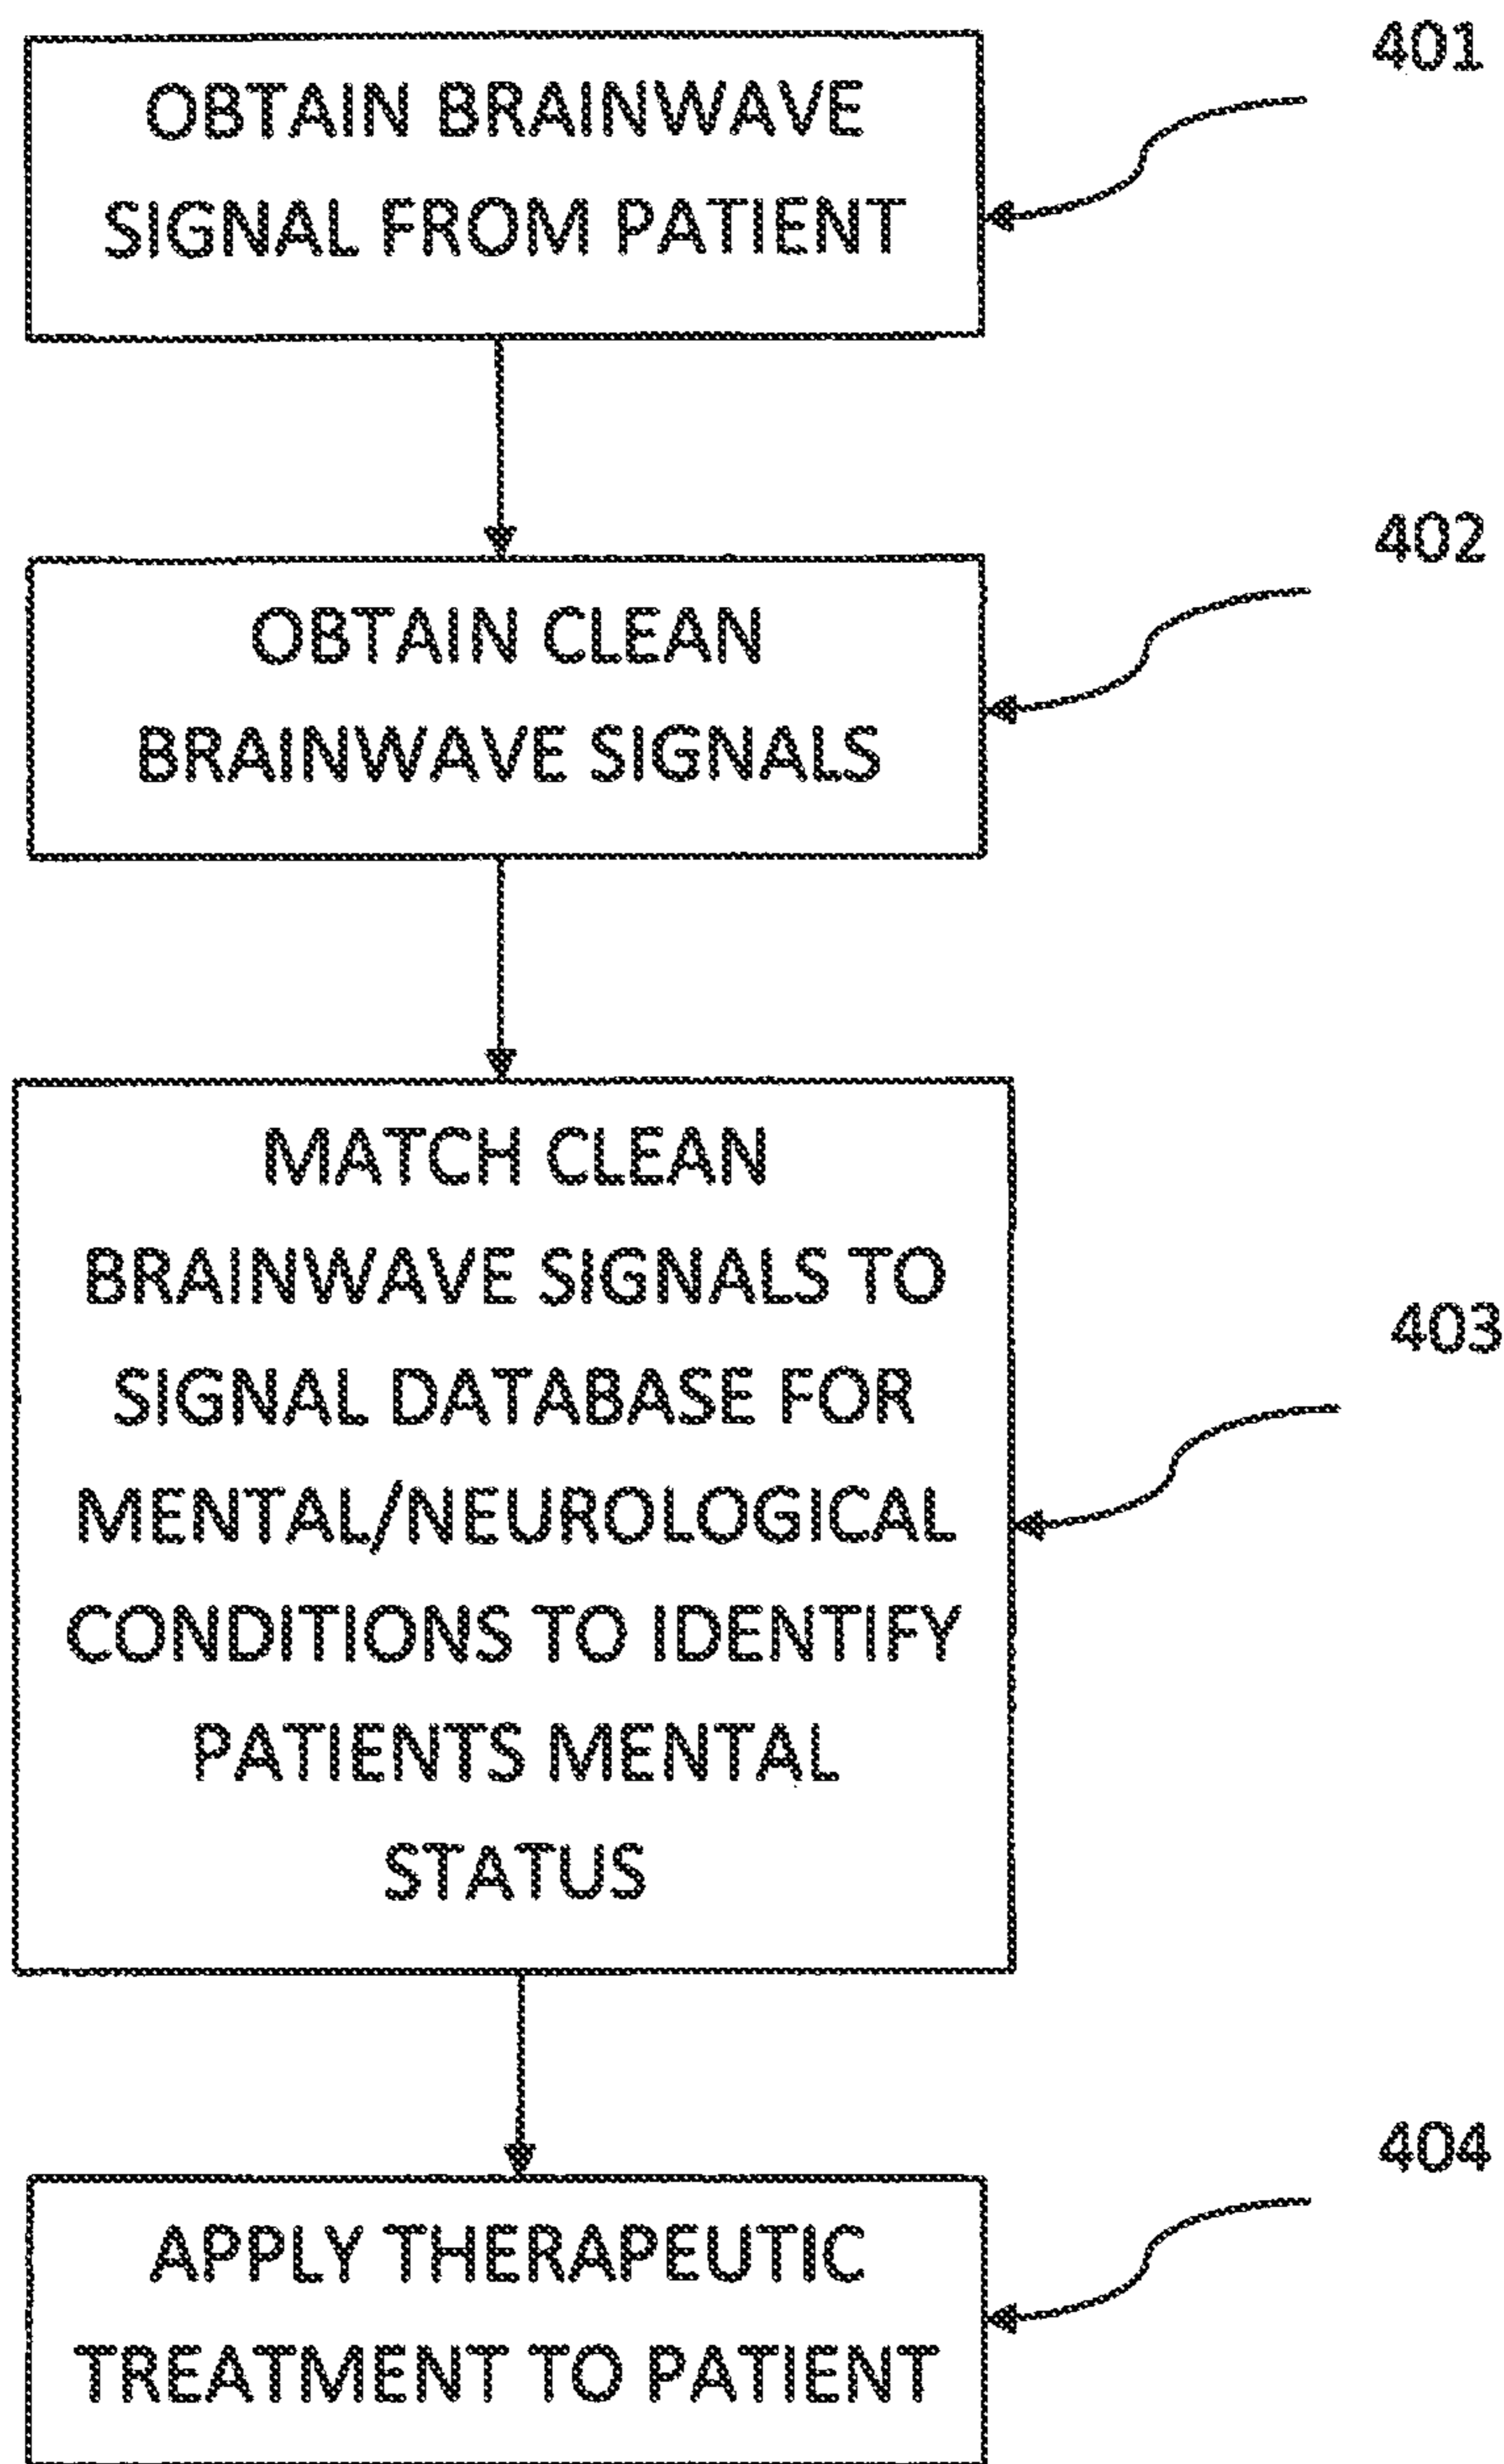 OBTAIN BRAINWAVE
SIGNAL FROM PATIENT
401
OBTAIN CLEAN
BRAINWAVE SIGNALS
402
MATCH CLEAN
BRAINWAVE SIGNALS TO
SIGNAL DATABASE FOR
MENTAL/NEUROLOGICAL
CONDITIONS TO IDENTIFY
PATIENTS MENTAL
STATUS
403
APPLY THERAPEUTIC
TREATMENT TO PATIENT
404